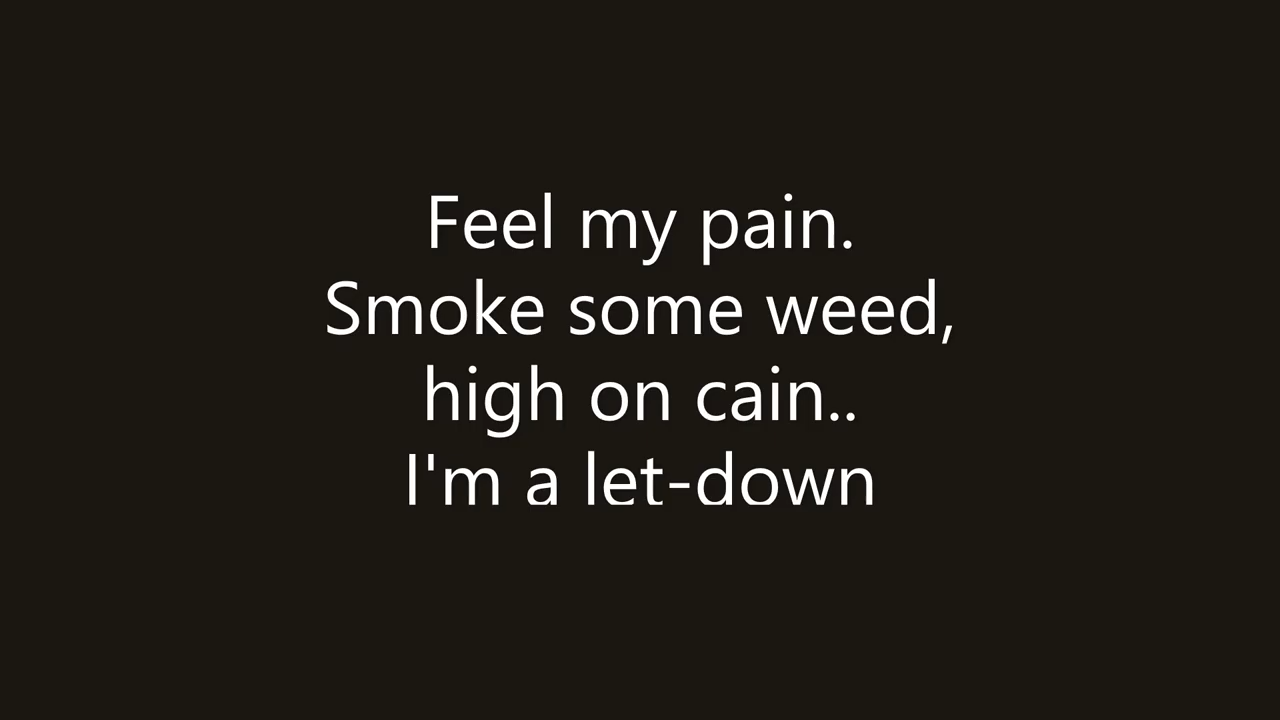 Feel my pain.
Smoke some weed,
high on cain..
I'm a let-down